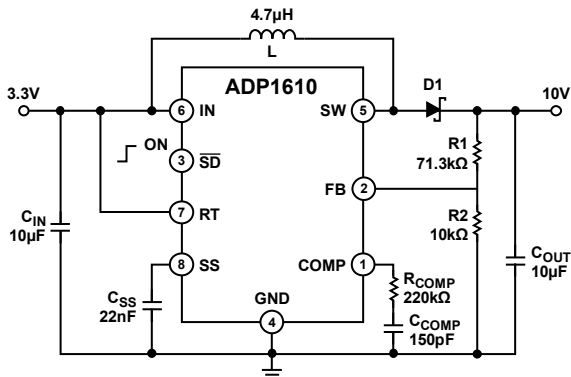 4.7µH
L
ADP1610
3.3V
6 IN
SW 5
D1
10V
ON
3 SD
R1
71.3kΩ
FB 2
7 RT
R2
10kΩ
CIN
10µF
8 SS
COMP 1
COUT
10µF
RCOMP
220kΩ
CSS
22nF
GND
4
CCOMP
150pF